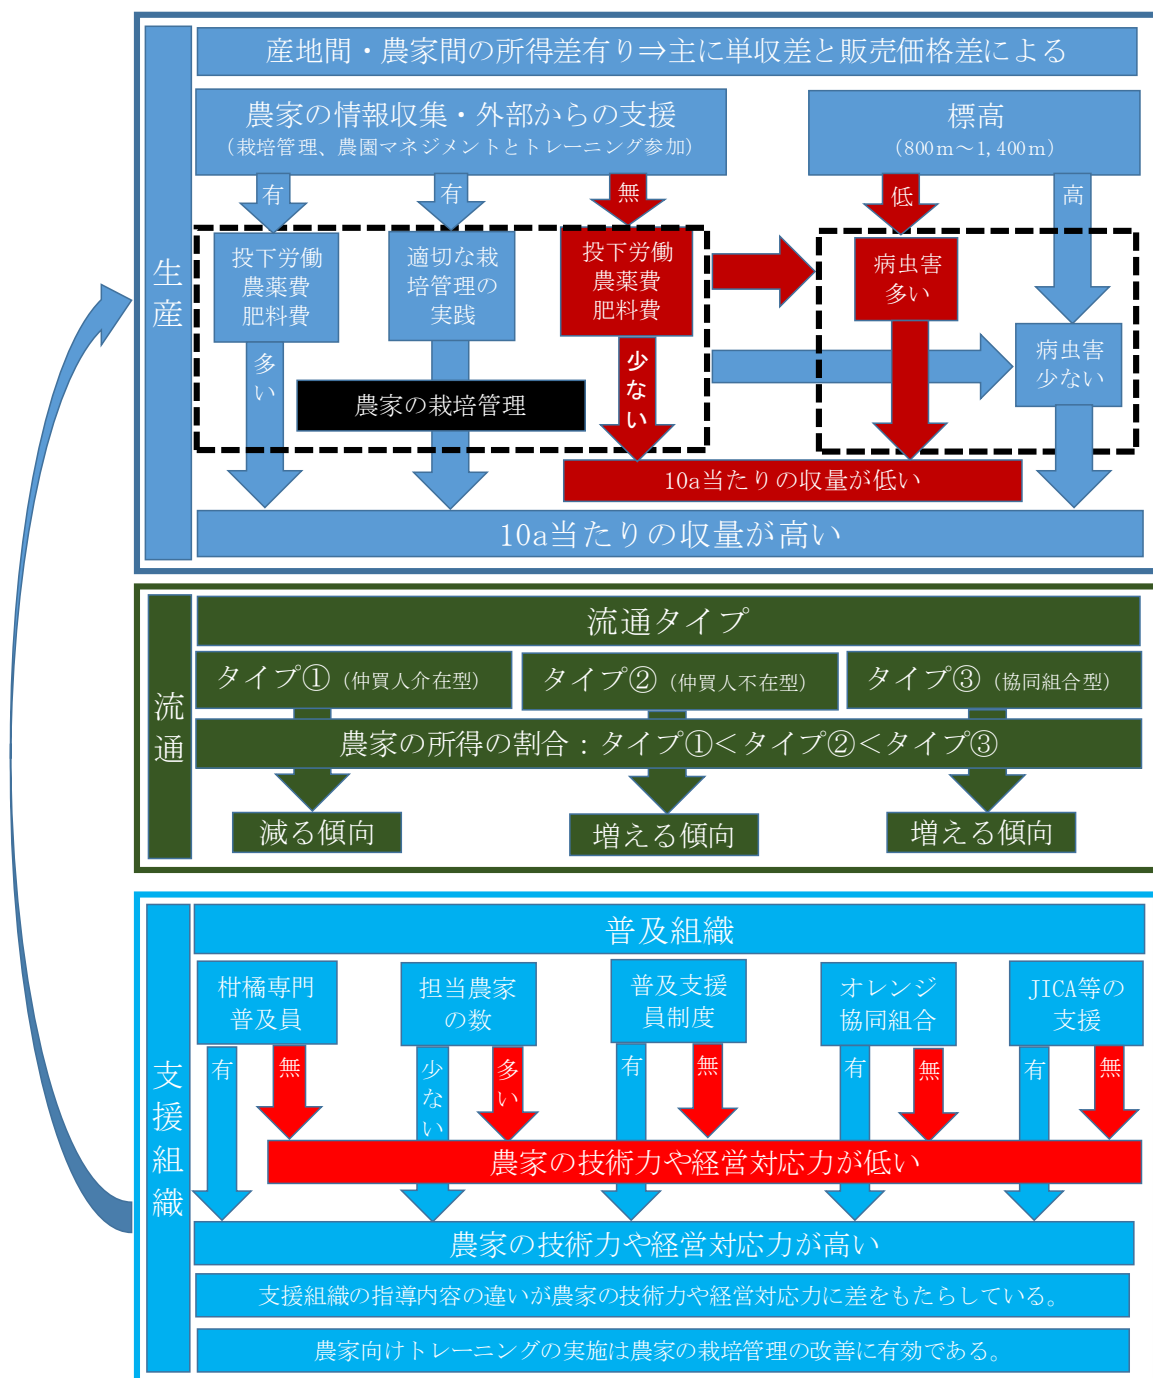 生産
産地間・農家間の所得差有り⇒主に単収差と販売価格差による
農家の情報収集・外部からの支援
（栽培管理、農園マネジメントとトレーニング参加）
標高
（800m～1,400m）
有
有
無
低
高
投下労働
農薬費
肥料費
適切な栽
培管理の
実践
投下労働
農薬費
肥料費
病虫害
多い
病虫害
少ない
多い
少ない
農家の栽培管理
10a当たりの収量が低い
10a当たりの収量が高い
流通
流通タイプ
タイプ①（仲買人介在型）
タイプ②（仲買人不在型）
タイプ③（協同組合型）
農家の所得の割合：タイプ①＜タイプ②＜タイプ③
減る傾向
増える傾向
増える傾向
支援組織
普及組織
柑橘専門
普及員
担当農家
の数
普及支援
員制度
オレンジ
協同組合
JICA等の
支援
有
無
少ない
多い
有
無
有
無
有
無
農家の技術力や経営対応力が低い
農家の技術力や経営対応力が高い
支援組織の指導内容の違いが農家の技術力や経営対応力に差をもたらしている。
農家向けトレーニングの実施は農家の栽培管理の改善に有効である。